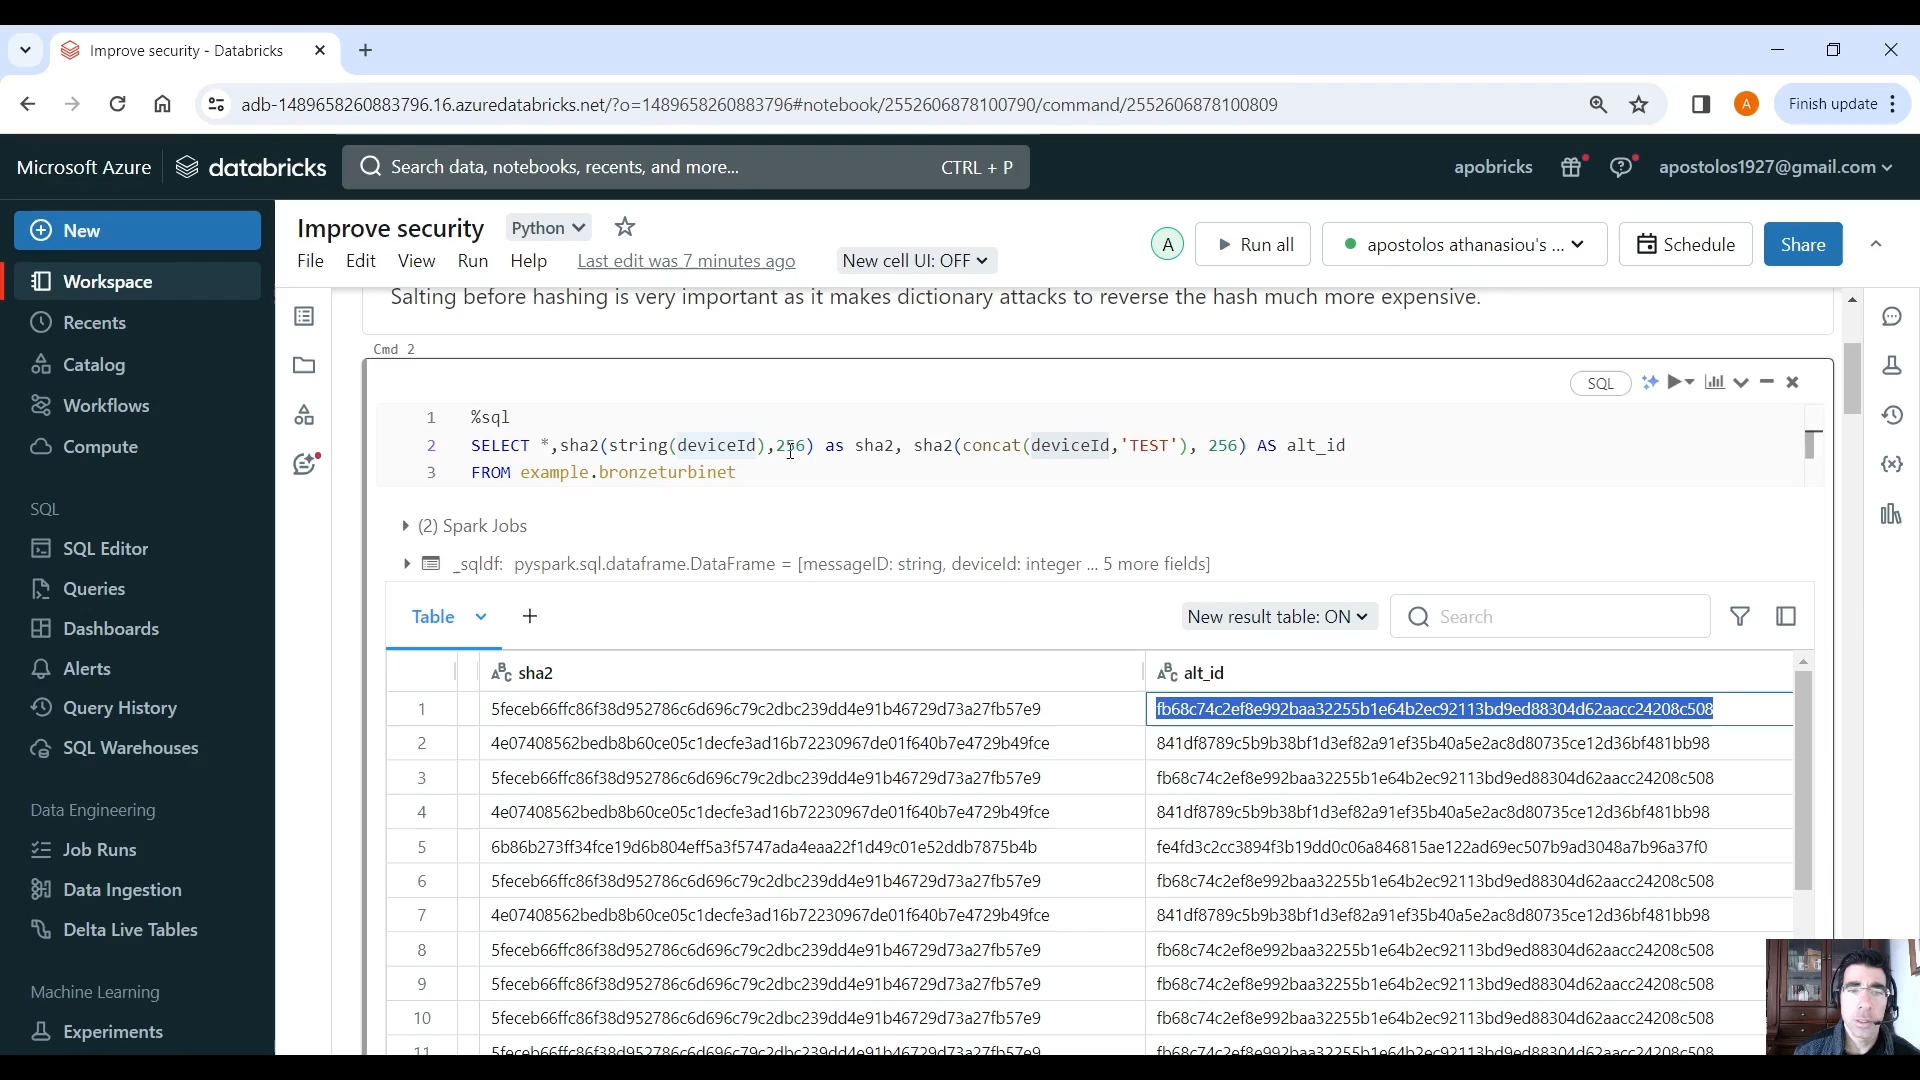 Improve security - Databricks
adb-1489658260883796.16.azuredatabricks.net/?o=1489658260883796#notebook/2552606878100790/command/2552606878100809
A
Finish update
Microsoft Azure
databricks
Search data, notebooks, recents, and more...
CTRL + P
apobricks
apostolos1927@gmail.com
New
Workspace
Recents
Catalog
Workflows
Compute
SQL
SQL Editor
Queries
Dashboards
Alerts
Query History
SQL Warehouses
Data Engineering
Job Runs
Data Ingestion
Delta Live Tables
Machine Learning
Experiments
Improve security
Python
File Edit View Run Help
Last edit was 7 minutes ago
New cell UI: OFF
A
Run all
apostolos athanasiou's ...
Schedule
Share
Salting before hashing is very important as it makes dictionary attacks to reverse the hash much more expensive.
Cmd 2
SQL
1 %sql
2 SELECT *,sha2(string(deviceId),256) as sha2, sha2(concat(deviceId,'TEST'), 256) AS alt_id
3 FROM example.bronzeturbinet
(2) Spark Jobs
_sqldf: pyspark.sql.dataframe.DataFrame = [messageID: string, deviceId: integer ... 5 more fields]
Table
New result table: ON
Search
sha2 alt_id
1 5feceb66ffc86f38d952786c6d696c79c2dbc239dd4e91b46729d73a27fb57e9 fb68c74c2ef8e992baa32255b1e64b2ec92113bd9ed88304d62aacc24208c508
2 4e07408562bedb8b60ce05c1decfe3ad16b72230967de01f640b7e4729b49fce 841df8789c5b9b38bf1d3ef82a91ef35b40a5e2ac8d80735ce12d36bf481bb98
3 5feceb66ffc86f38d952786c6d696c79c2dbc239dd4e91b46729d73a27fb57e9 fb68c74c2ef8e992baa32255b1e64b2ec92113bd9ed88304d62aacc24208c508
4 4e07408562bedb8b60ce05c1decfe3ad16b72230967de01f640b7e4729b49fce 841df8789c5b9b38bf1d3ef82a91ef35b40a5e2ac8d80735ce12d36bf481bb98
5 6b86b273ff34fce19d6b804eff5a3f5747ada4eaa22f1d49c01e52ddb7875b4b fe4fd3c2cc3894f3b19dd0c06a846815ae122ad69ec507b9ad3048a7b96a37f0
6 5feceb66ffc86f38d952786c6d696c79c2dbc239dd4e91b46729d73a27fb57e9 fb68c74c2ef8e992baa32255b1e64b2ec92113bd9ed88304d62aacc24208c508
7 4e07408562bedb8b60ce05c1decfe3ad16b72230967de01f640b7e4729b49fce 841df8789c5b9b38bf1d3ef82a91ef35b40a5e2ac8d80735ce12d36bf481bb98
8 5feceb66ffc86f38d952786c6d696c79c2dbc239dd4e91b46729d73a27fb57e9 fb68c74c2ef8e992baa32255b1e64b2ec92113bd9ed88304d62aacc24208c508
9 5feceb66ffc86f38d952786c6d696c79c2dbc239dd4e91b46729d73a27fb57e9 fb68c74c2ef8e992baa32255b1e64b2ec92113bd9ed88304d62aacc24208c508
10 5feceb66ffc86f38d952786c6d696c79c2dbc239dd4e91b46729d73a27fb57e9 fb68c74c2ef8e992baa32255b1e64b2ec92113bd9ed88304d62aacc24208c508
11 5feceb66ffc86f38d952786c6d696c79c2dbc239dd4e91b46729d73a27fb57e9 fb68c74c2ef8e992baa32255b1e64b2ec92113bd9ed88304d62aacc24208c508